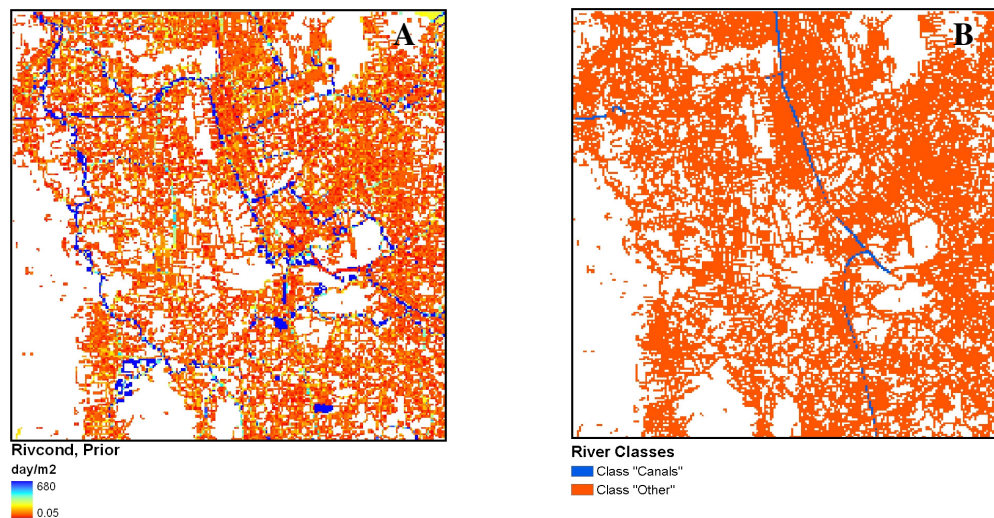 A
B
Rivcond, Prior
day/m2
680
0.05
River Classes
Class "Canals"
Class "Other"